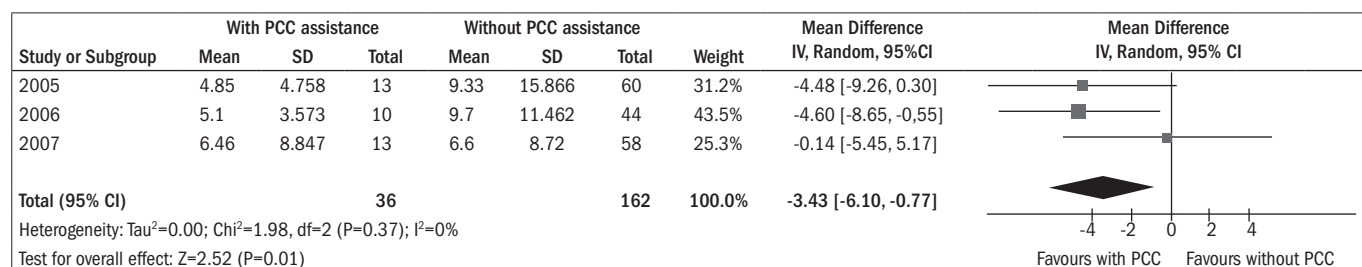 With PCC assistance Without PCC assistance Mean Difference Mean Difference
Study or Subgroup Mean SD Total Mean SD Total Weight IV, Random, 95%CI IV, Random, 95% CI
2005 4.85 4.758 13 9.33 15.866 60 31.2% -4.48 [-9.26, 0.30]
2006 5.1 3.573 10 9.7 11.462 44 43.5% -4.60 [-8.65, -0,55]
2007 6.46 8.847 13 6.6 8.72 58 25.3% -0.14 [-5.45, 5.17]
Total (95% CI) 36 162 100.0% -3.43 [-6.10, -0.77]
Heterogeneity: Tau²=0.00; Chi²=1.98, df=2 (P=0.37); I²=0% -4 -2 0 2 4
Test for overall effect: Z=2.52 (P=0.01) Favours with PCC Favours without PCC